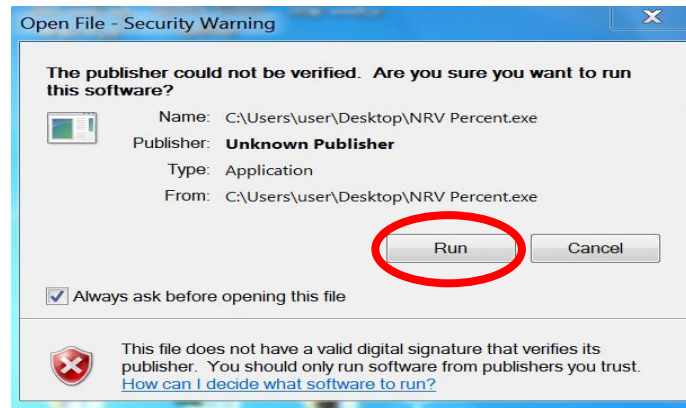 Open File - Security Warning
The publisher could not be verified. Are you sure you want to run
this software?
Name: C:\Users\user\Desktop\NRV Percent.exe
Publisher: Unknown Publisher
Type: Application
From: C:\Users\user\Desktop\NRV Percent.exe
Run Cancel
Always ask before opening this file
This file does not have a valid digital signature that verifies its
publisher. You should only run software from publishers you trust.
How can I decide what software to run?